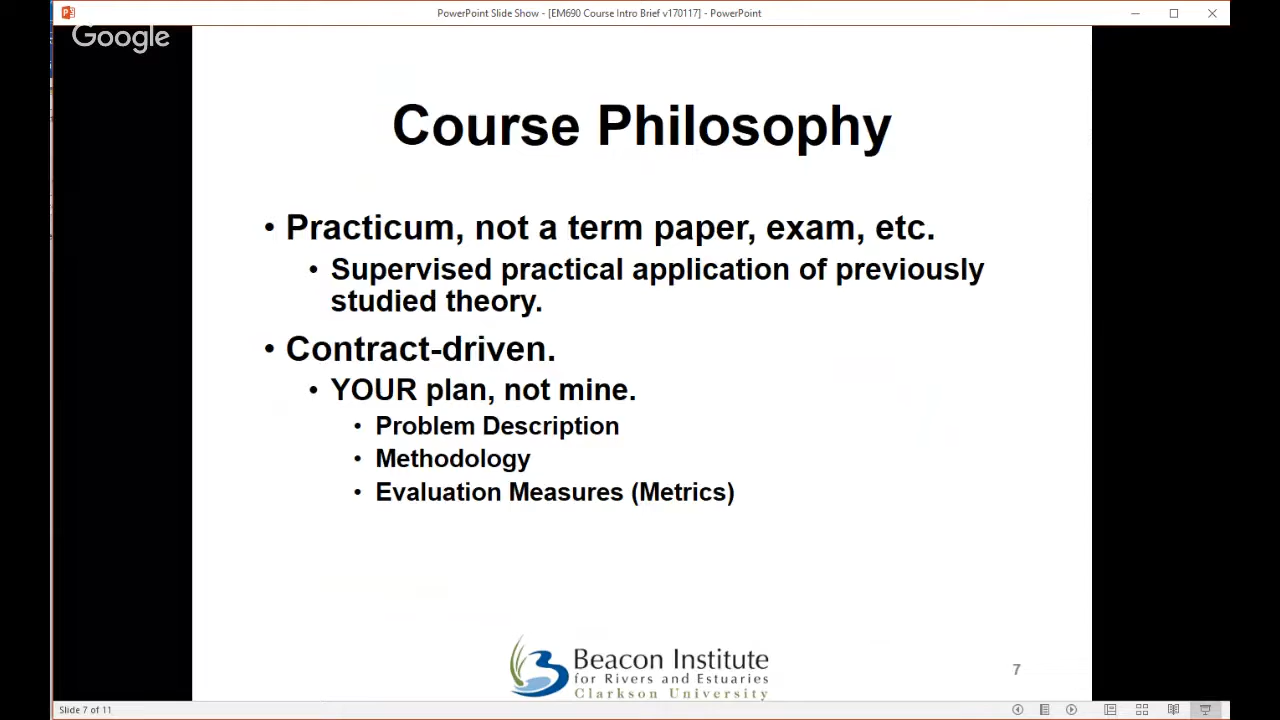 PowerPoint Slide Show - [EM690 Course Intro Brief v170117] - PowerPoint
Google
Course Philosophy
• Practicum, not a term paper, exam, etc.
• Supervised practical application of previously
studied theory.
• Contract-driven.
• YOUR plan, not mine.
• Problem Description
• Methodology
• Evaluation Measures (Metrics)
Beacon Institute
for Rivers and Estuaries
Clarkson University
7
Slide 7 of 11